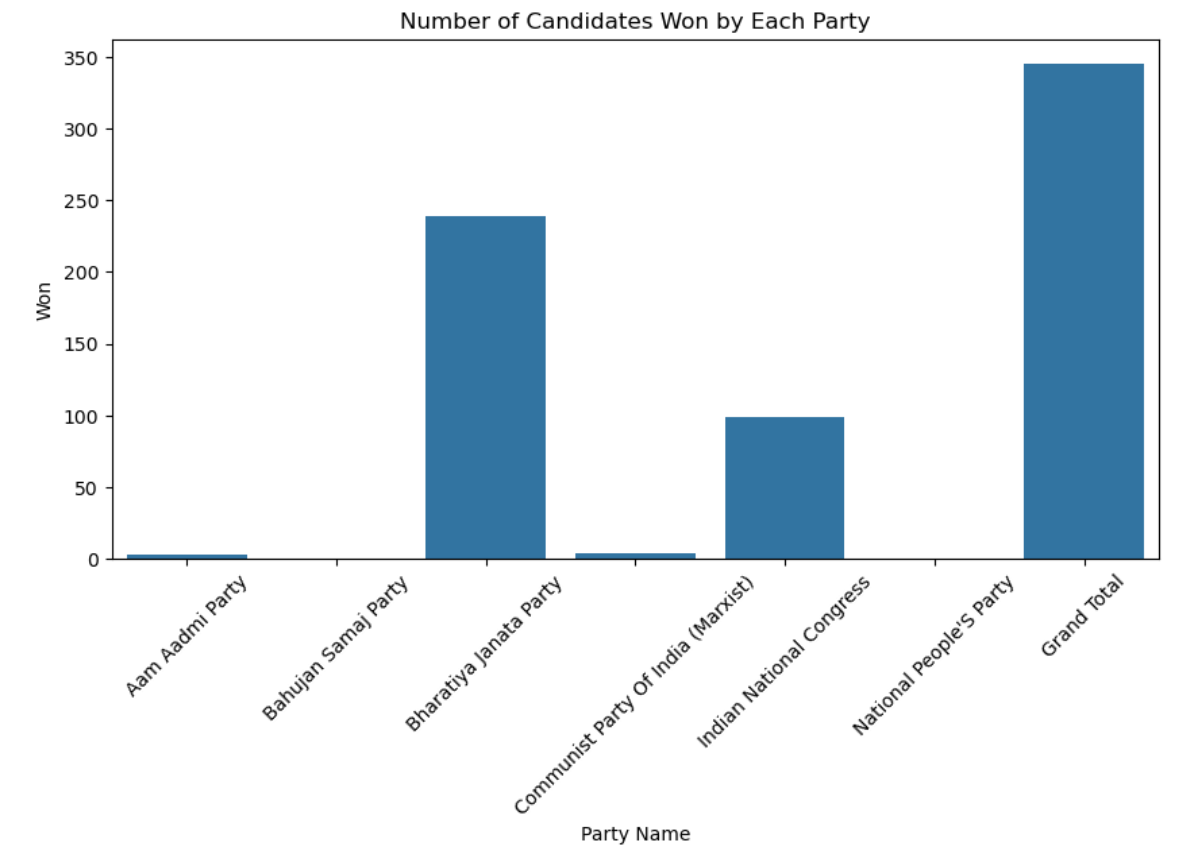 Number of Candidates Won by Each Party
350
300
250
200
150
100
50
0
Won
Aam Aadmi Party
Bahujan Samaj Party
Bharatiya Janata Party
Communist Party Of India (Marxist)
Indian National Congress
National People'S Party
Grand Total
Party Name